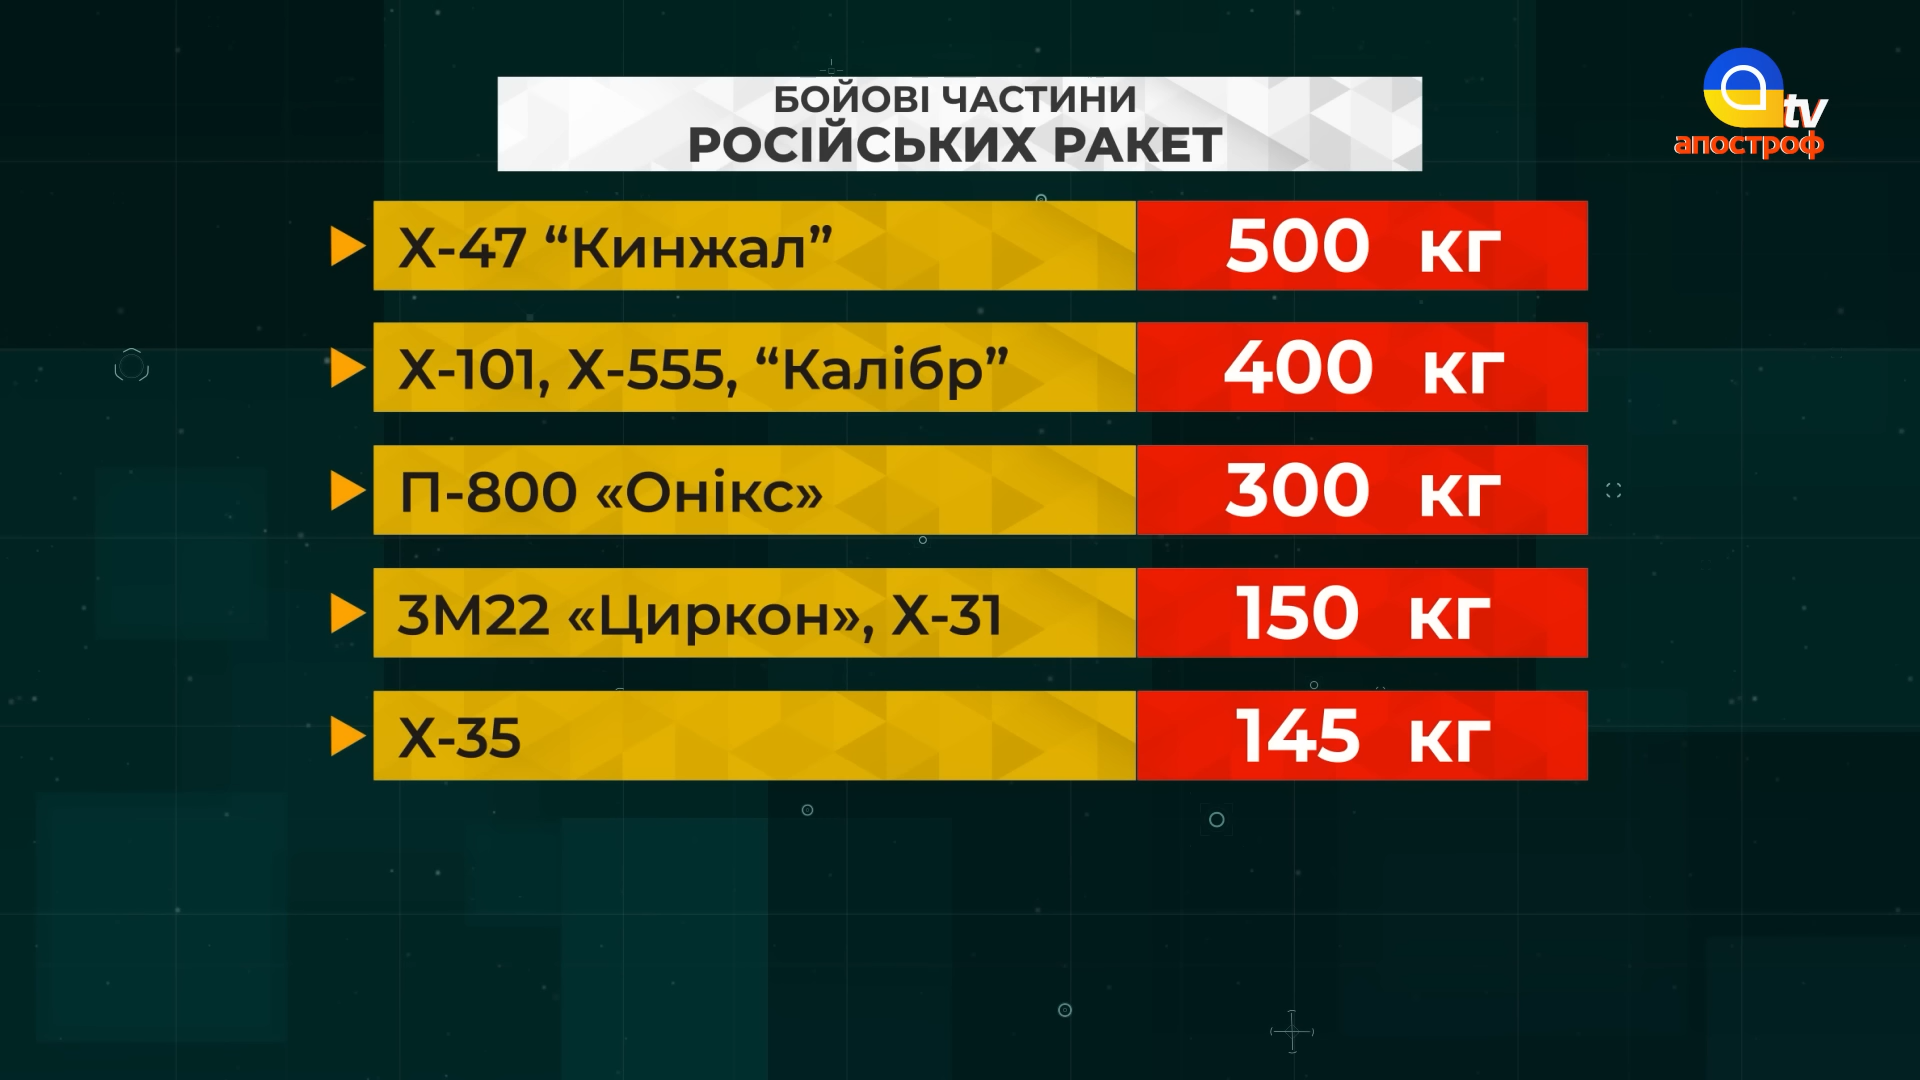 БОЙОВІ ЧАСТИНИ
РОСІЙСЬКИХ РАКЕТ
tv
апостроф
Х-47 “Кинжал” 500 кг
Х-101, Х-555, “Калібр” 400 кг
П-800 «Онікс» 300 кг
3М22 «Циркон», Х-31 150 кг
Х-35 145 кг